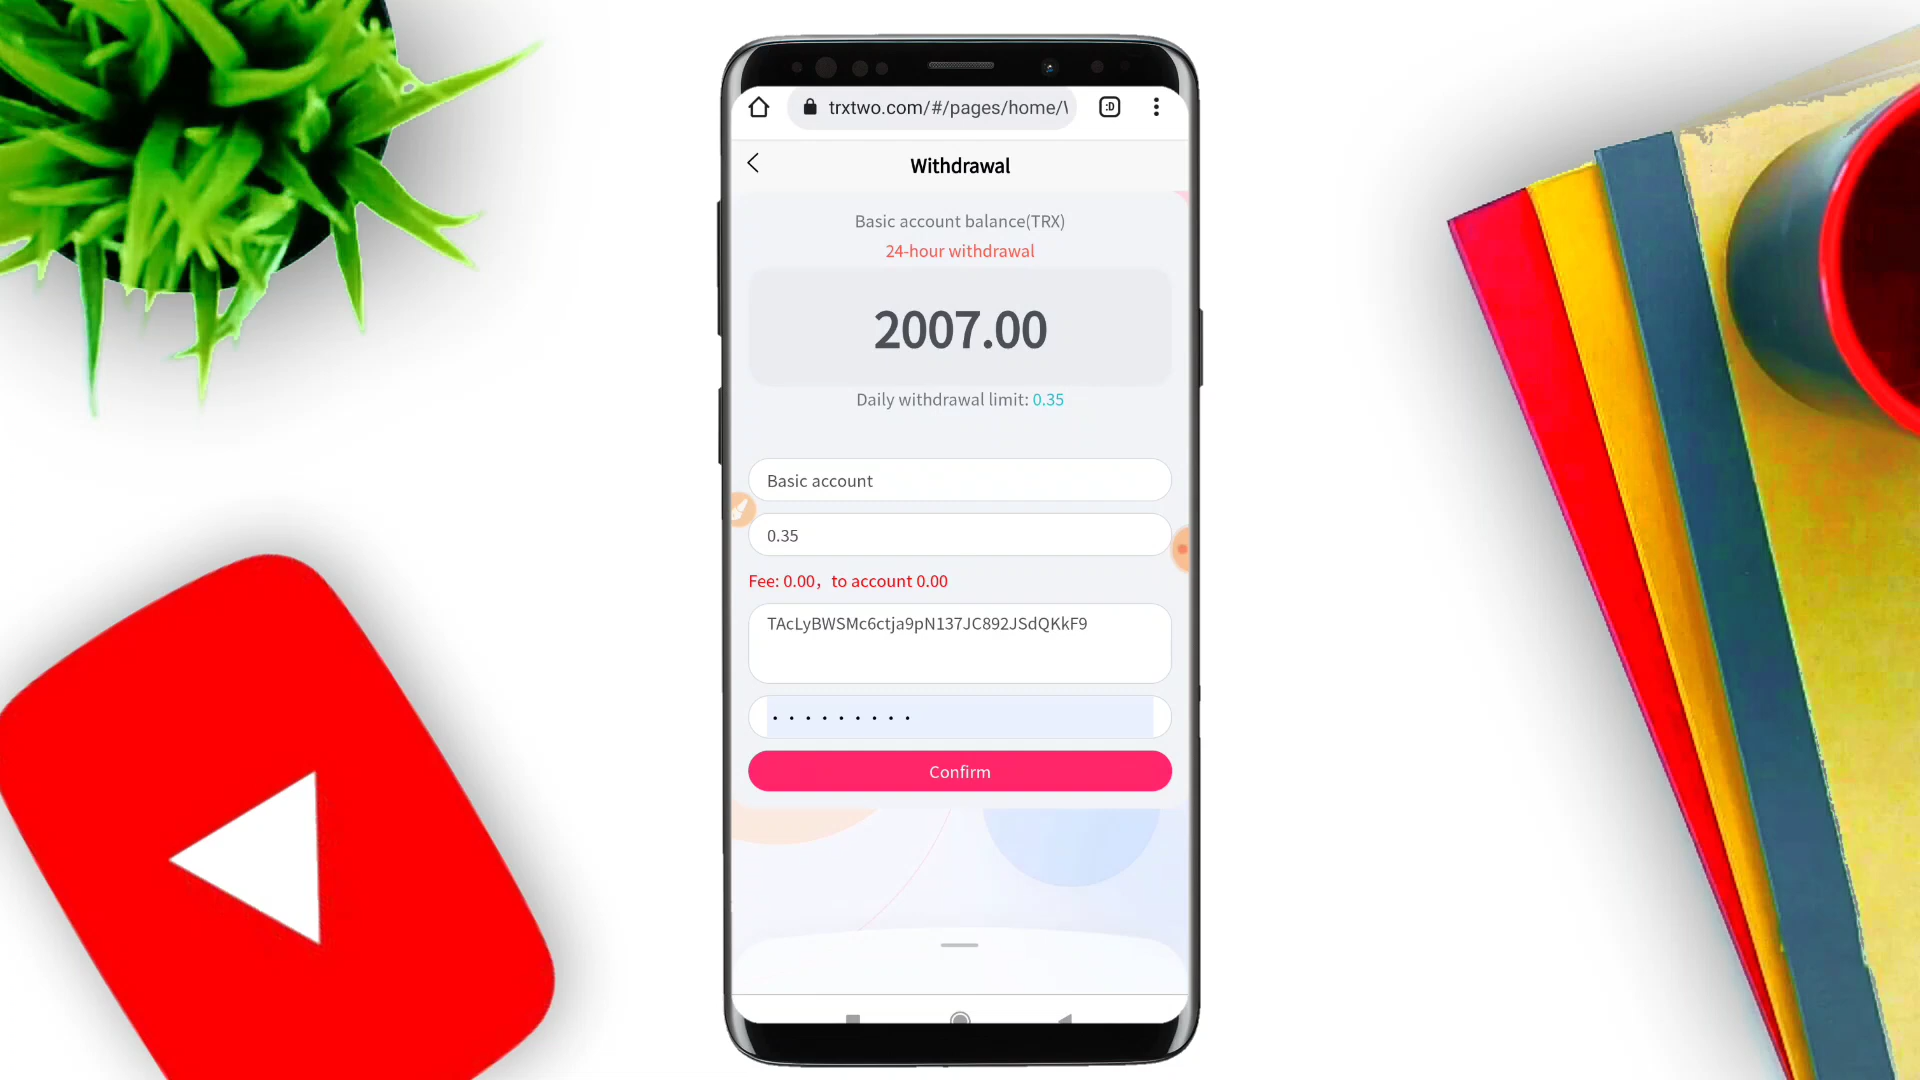 trxtwo.com/#/pages/home/
:D
Withdrawal
Basic account balance(TRX)
24-hour withdrawal
2007.00
Daily withdrawal limit: 0.35
Basic account
0.35
Fee: 0.00，to account 0.00
TAcLyBWSMc6ctja9pN137JC892JSdQKkF9
Confirm